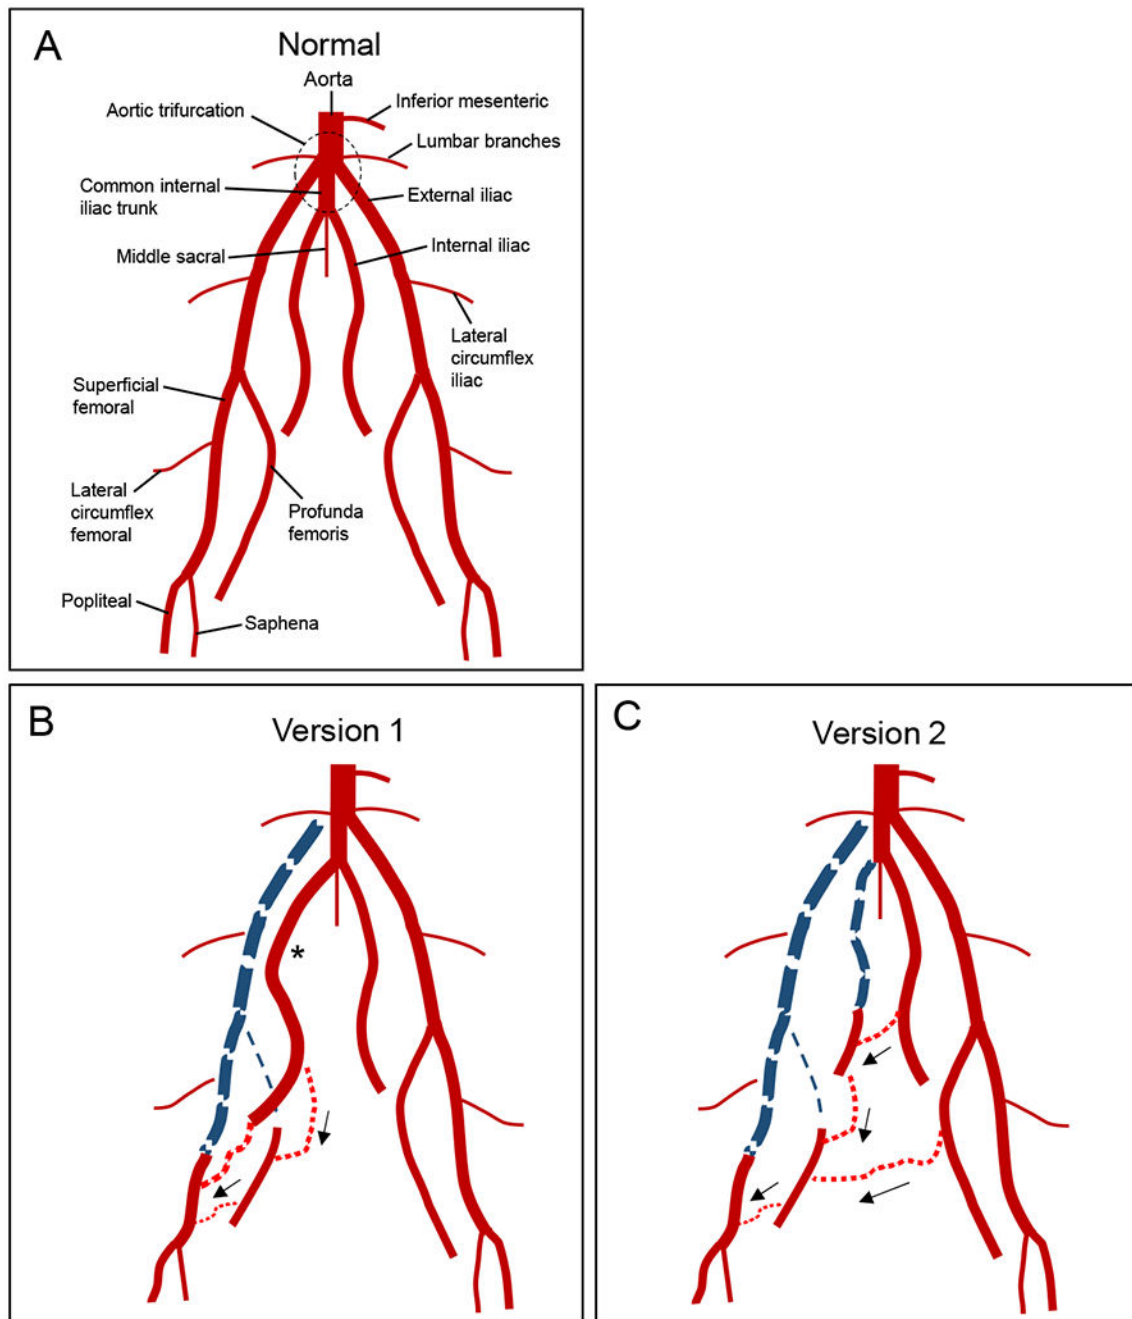 A
Normal
Aorta
Aortic trifurcation
Inferior mesenteric
Lumbar branches
Common internal
iliac trunk
External iliac
Middle sacral
Internal iliac
Lateral
circumflex
iliac
Superficial
femoral
Lateral
circumflex
femoral
Profunda
femoris
Popliteal
Saphena
B
Version 1
*
C
Version 2